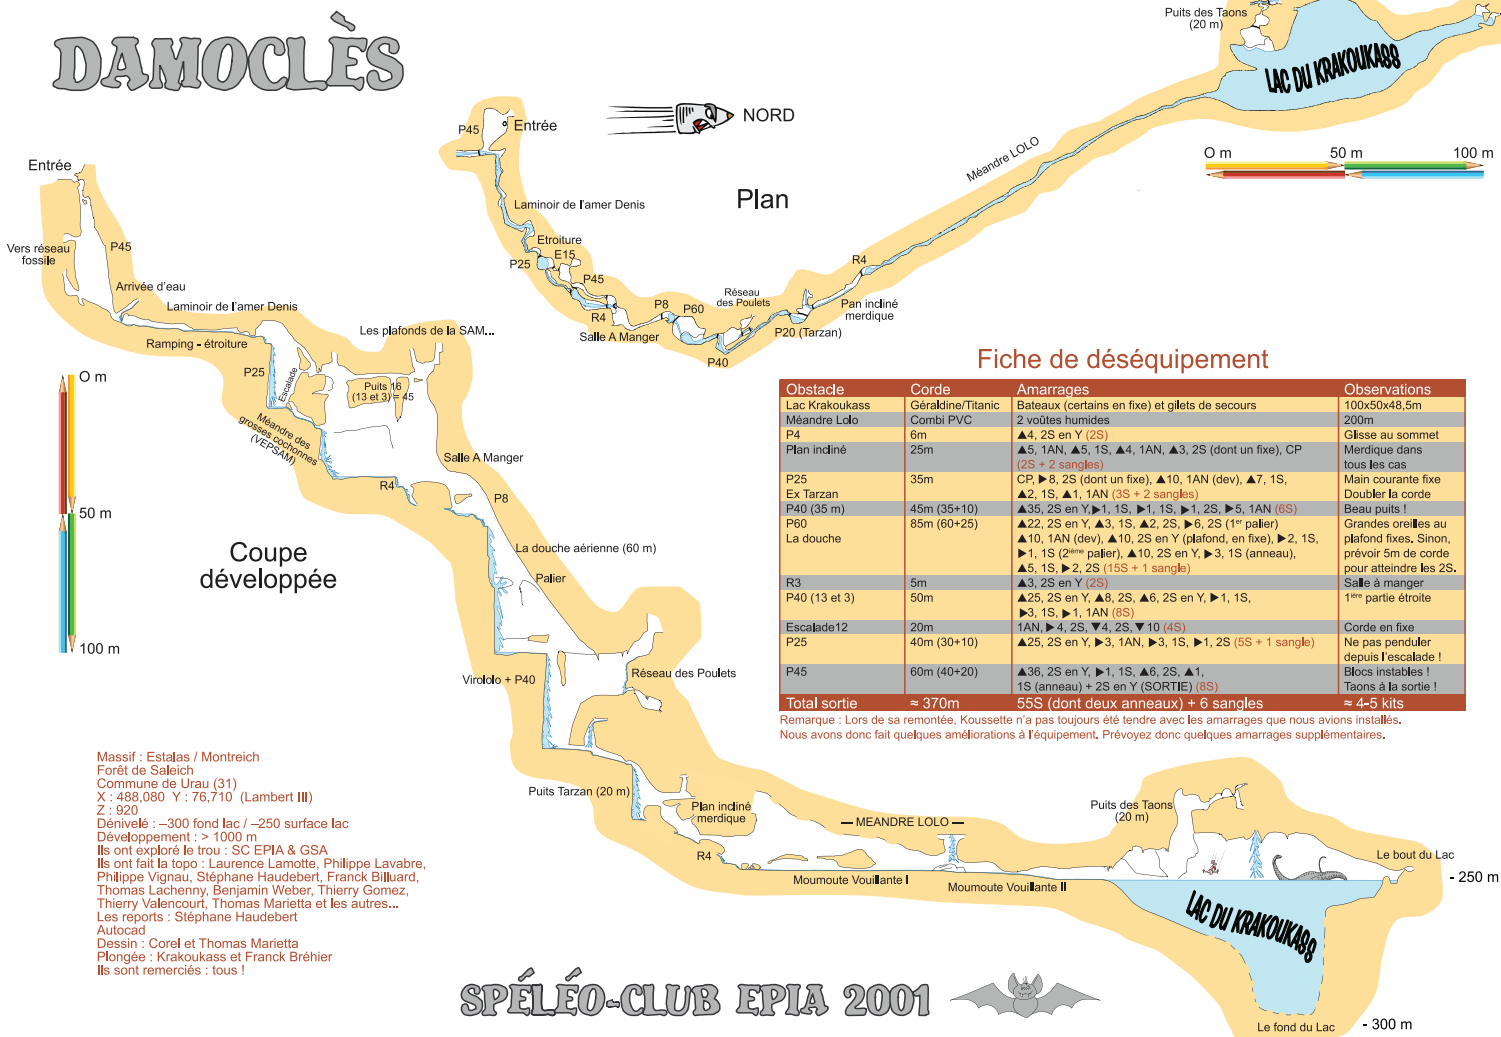 DAMOCLÈS
Puits des Taons
(20 m)
LAC DU KRAKOUKASS
P45
Entrée
NORD
Plan
Méandre LOLO
O m
50 m
100 m
Laminoir de l'amer Denis
Etroiture
E15
P25
P45
R4
Salle A Manger
P8
P60
Réseau
des Poulets
P40
P20 (Tarzan)
Pan incliné
merdique
R4
Entrée
Vers réseau
fossile
P45
Arrivée d'eau
Laminoir de l'amer Denis
Ramping - étroiture
Les plafonds de la SAM...
P25
Escalade
Puits 16
(13 et 3) = 45
Méandre des
grosses cochonnes
(VEPSAM)
Salle A Manger
R4
P8
O m
50 m
100 m
Coupe
développée
La douche aérienne (60 m)
Palier
Virololo + P40
Réseau des Poulets
Puits Tarzan (20 m)
Plan incliné
merdique
R4
— MEANDRE LOLO —
Moumoute Vouillante I
Moumoute Vouillante II
Puits des Taons
(20 m)
Le bout du Lac
- 250 m
LAC DU KRAKOUKASS
Le fond du Lac
- 300 m
Fiche de déséquipement
Obstacle Corde Amarrages Observations
Lac Krakoukass Géraldine/Titanic Bateaux (certains en fixe) et gilets de secours 100x50x48,5m
Méandre Lolo Combi PVC 2 voûtes humides 200m
P4 6m ▲4, 2S en Y (2S) Glisse au sommet
Plan incliné 25m ▲5, 1AN, ▲5, 1S, ▲4, 1AN, ▲3, 2S (dont un fixe), CP Merdique dans
(2S + 2 sangles) tous les cas
P25 35m CP, ►8, 2S (dont un fixe), ▲10, 1AN (dev), ▲7, 1S, Main courante fixe
Ex Tarzan ▲2, 1S, ▲1, 1AN (3S + 2 sangles) Doubler la corde
P40 (35 m) 45m (35+10) ▲35, 2S en Y,►1, 1S, ►1, 1S, ►1, 2S, ►5, 1AN (6S) Beau puits !
P60 85m (60+25) ▲22, 2S en Y, ▲3, 1S, ▲2, 2S, ►6, 2S (1er palier) Grandes oreilles au
La douche ▲10, 1AN (dev), ▲10, 2S en Y (plafond, en fixe), ►2, 1S, plafond fixes. Sinon,
►1, 1S (2ième palier), ▲10, 2S en Y, ►3, 1S (anneau), prévoir 5m de corde
▲5, 1S, ►2, 2S (15S + 1 sangle) pour atteindre les 2S.
R3 5m ▲3, 2S en Y (2S) Salle à manger
P40 (13 et 3) 50m ▲25, 2S en Y, ▲8, 2S, ▲6, 2S en Y, ►1, 1S, 1ière partie étroite
►3, 1S, ►1, 1AN (8S)
Escalade12 20m 1AN, ►4, 2S, ▼4, 2S, ▼10 (4S) Corde en fixe
P25 40m (30+10) ▲25, 2S en Y, ►3, 1AN, ►3, 1S, ►1, 2S (5S + 1 sangle) Ne pas penduler
depuis l'escalade !
P45 60m (40+20) ▲36, 2S en Y, ►1, 1S, ▲6, 2S, ▲1, Blocs instables !
1S (anneau) + 2S en Y (SORTIE) (8S) Taons à la sortie !
Total sortie ≈ 370m 55S (dont deux anneaux) + 6 sangles ≈ 4-5 kits
Remarque : Lors de sa remontée, Koussette n'a pas toujours été tendre avec les amarrages que nous avions installés.
Nous avons donc fait quelques améliorations à l'équipement. Prévoyez donc quelques amarrages supplémentaires.
Massif : Estalas / Montreich
Forêt de Saleich
Commune de Urau (31)
X : 488,080 Y : 76,710 (Lambert III)
Z : 920
Dénivelé : –300 fond lac / –250 surface lac
Développement : > 1000 m
Ils ont exploré le trou : SC EPIA & GSA
Ils ont fait la topo : Laurence Lamotte, Philippe Lavabre,
Philippe Vignau, Stéphane Haudebert, Franck Billuard,
Thomas Lachenny, Benjamin Weber, Thierry Gomez,
Thierry Valencourt, Thomas Marietta et les autres...
Les reports : Stéphane Haudebert
Autocad
Dessin : Corel et Thomas Marietta
Plongée : Krakoukass et Franck Bréhier
Ils sont remerciés : tous !
SPÉLÉO-CLUB EPIA 2001